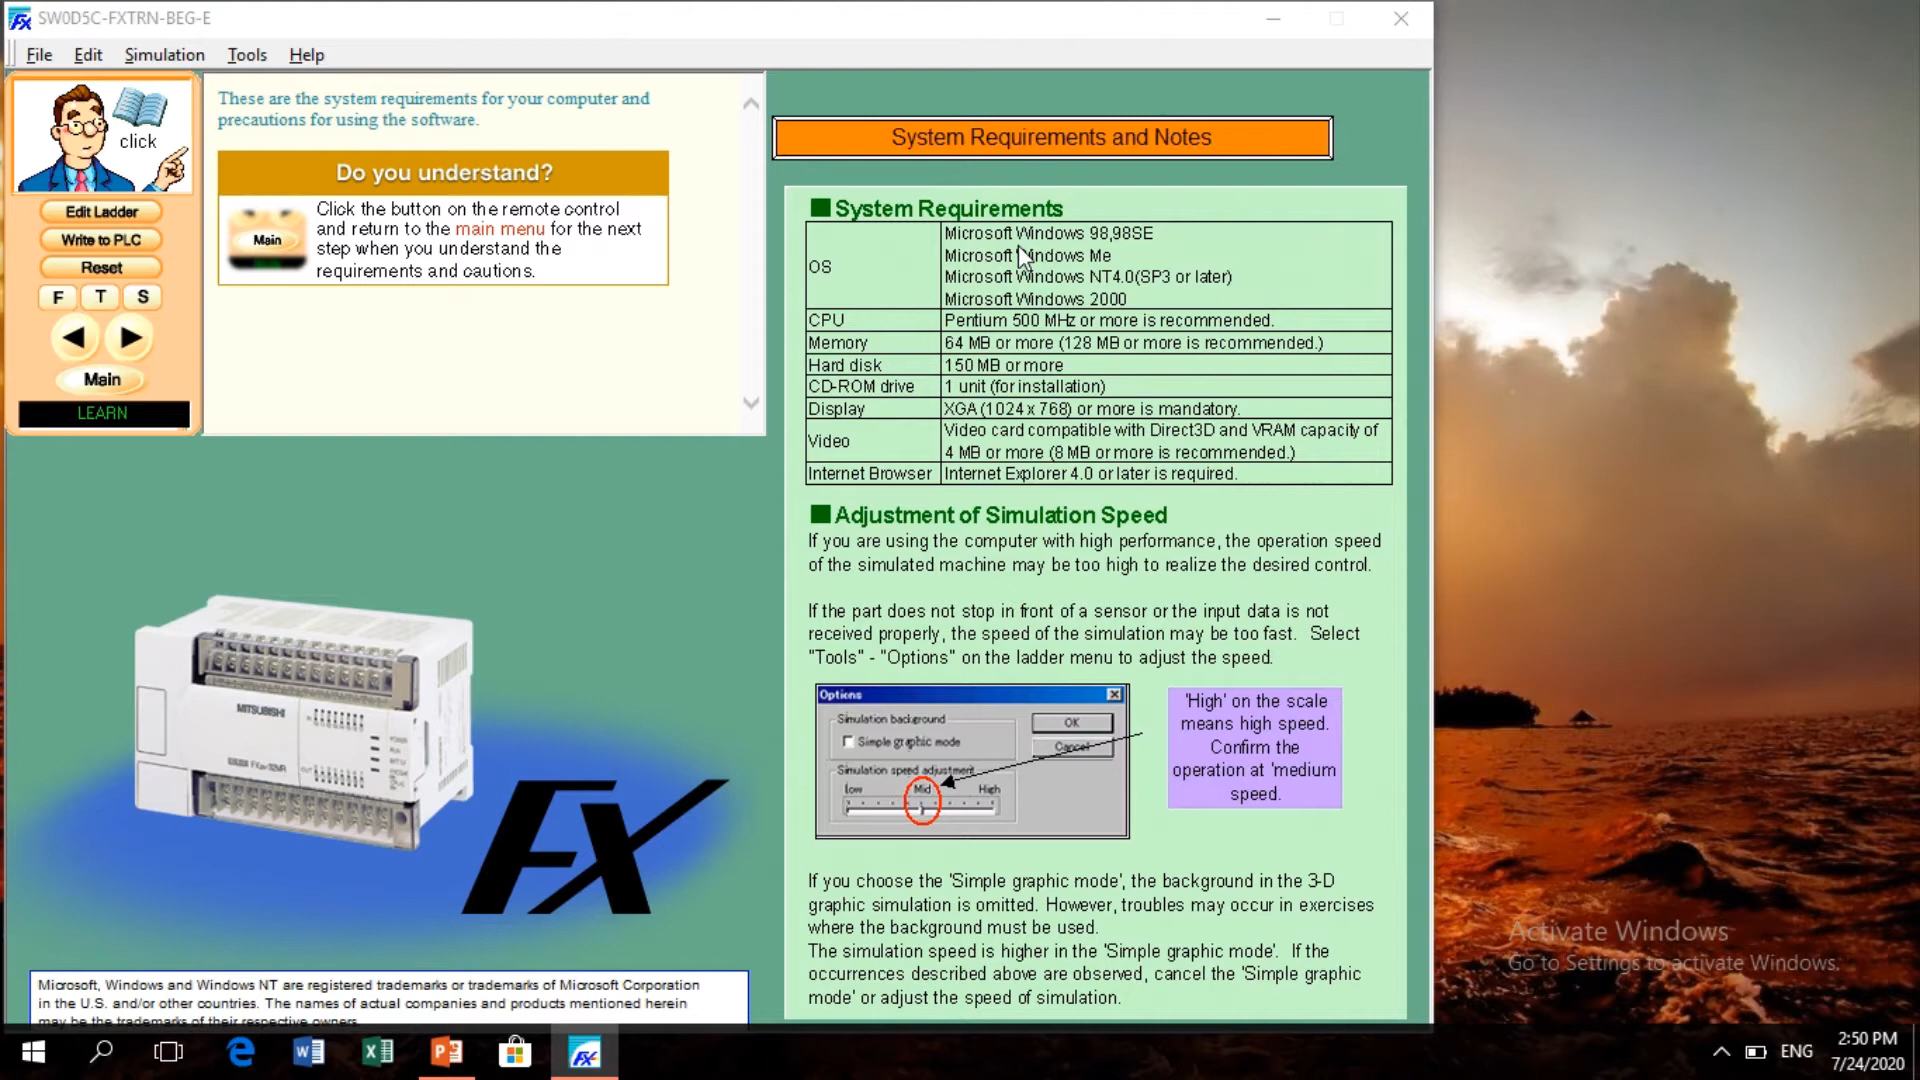 SW0D5C-FXTRN-BEG-E
File Edit Simulation Tools Help
click
Edit Ladder
Write to PLC
Reset
F T S
Main
LEARN
These are the system requirements for your computer and
precautions for using the software.
Do you understand?
Main
Click the button on the remote control
and return to the main menu for the next
step when you understand the
requirements and cautions.
System Requirements and Notes
System Requirements
OS
Microsoft Windows 98,98SE
Microsoft Windows Me
Microsoft Windows NT4.0(SP3 or later)
Microsoft Windows 2000
CPU Pentium 500 MHz or more is recommended.
Memory 64 MB or more (128 MB or more is recommended.)
Hard disk 150 MB or more
CD-ROM drive 1 unit (for installation)
Display XGA (1024 x 768) or more is mandatory.
Video
Video card compatible with Direct3D and VRAM capacity of
4 MB or more (8 MB or more is recommended.)
Internet Browser Internet Explorer 4.0 or later is required.
Adjustment of Simulation Speed
If you are using the computer with high performance, the operation speed
of the simulated machine may be too high to realize the desired control.
If the part does not stop in front of a sensor or the input data is not
received properly, the speed of the simulation may be too fast. Select
"Tools" - "Options" on the ladder menu to adjust the speed.
Options
Simulation background
Simple graphic mode
OK
Cancel
Simulation speed adjustment
Low Mid High
'High' on the scale
means high speed.
Confirm the
operation at 'medium
speed.
If you choose the 'Simple graphic mode', the background in the 3-D
graphic simulation is omitted. However, troubles may occur in exercises
where the background must be used.
The simulation speed is higher in the 'Simple graphic mode'. If the
occurrences described above are observed, cancel the 'Simple graphic
mode' or adjust the speed of simulation.
MITSUBISHI
FX
Microsoft, Windows and Windows NT are registered trademarks or trademarks of Microsoft Corporation
in the U.S. and/or other countries. The names of actual companies and products mentioned herein
may be the trademarks of their respective owners.
Activate Windows
Go to Settings to activate Windows.
ENG
2:50 PM
7/24/2020